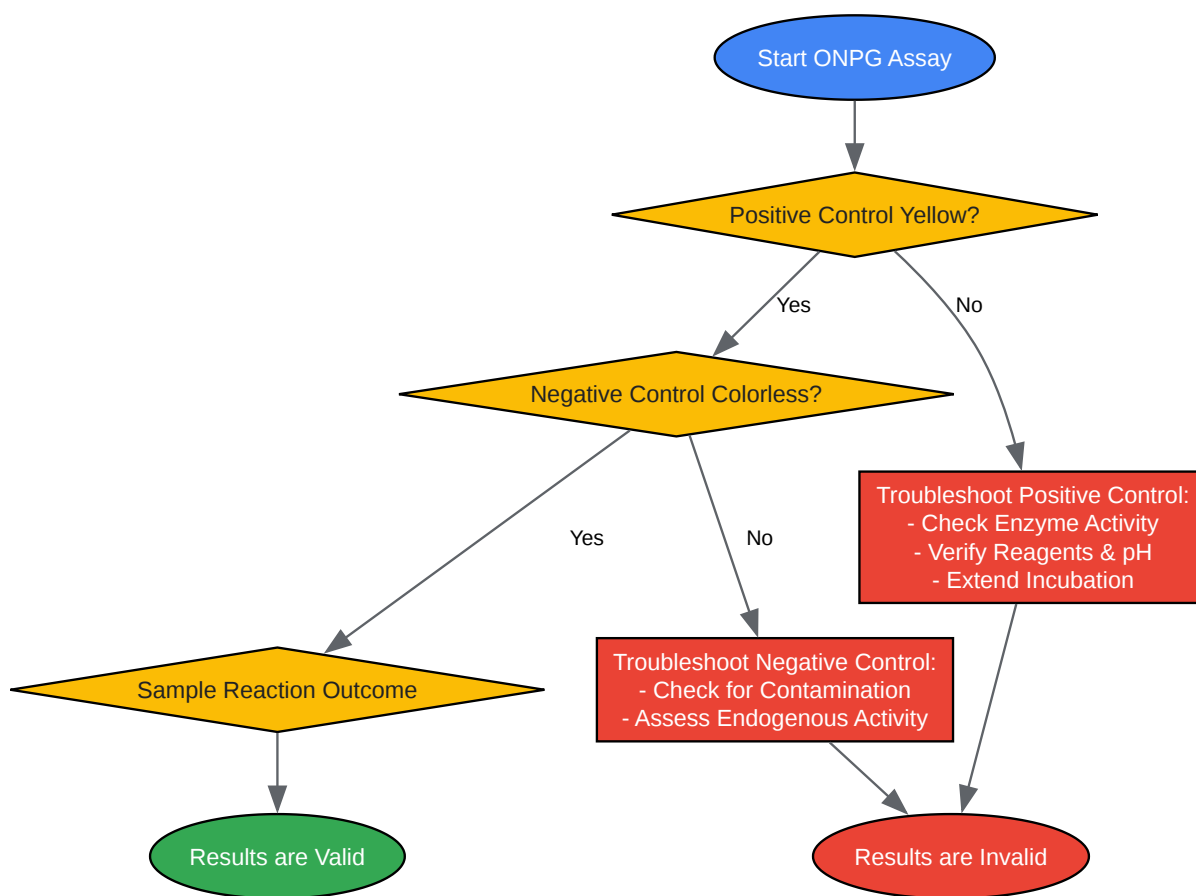 Start ONPG Assay
Positive Control Yellow?
Yes
No
Negative Control Colorless?
Troubleshoot Positive Control:
- Check Enzyme Activity
- Verify Reagents & pH
- Extend Incubation
Yes
No
Troubleshoot Negative Control:
- Check for Contamination
- Assess Endogenous Activity
Sample Reaction Outcome
Results are Valid
Results are Invalid